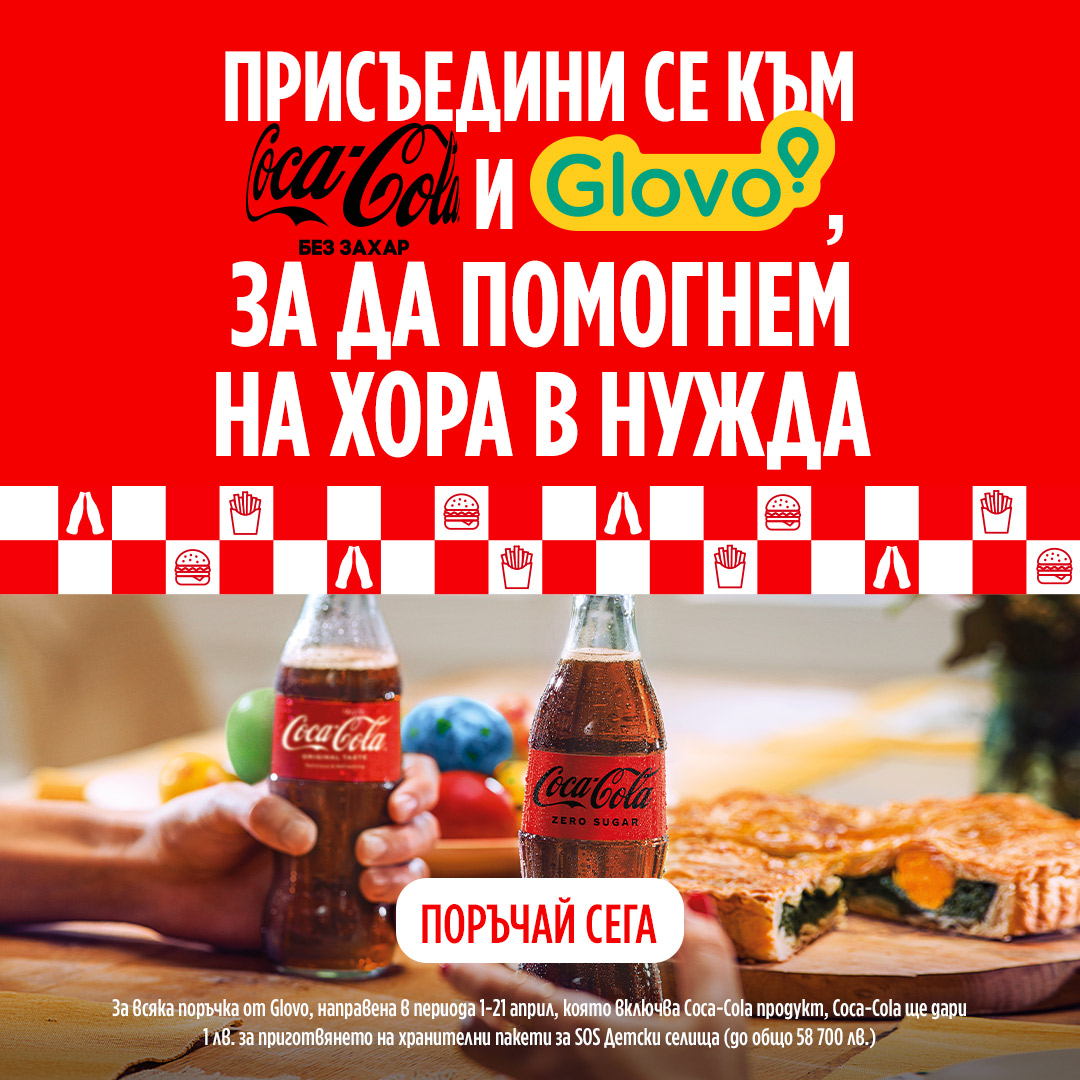 ПРИСЪЕДИНИ СЕ КЪМ
Coca-Cola И Glovo,
БЕЗ ЗАХАР
ЗА ДА ПОМОГНЕМ
НА ХОРА В НУЖДА
Coca-Cola
ORIGINAL TASTE
Coca-Cola
ZERO SUGAR
ПОРЪЧАЙ СЕГА
За всяка поръчка от Glovo, направена в периода 1-21 април, която включва Coca-Cola продукт, Coca-Cola ще дари
1 лв. за приготвянето на хранителни пакети за SOS Детски селища (до общо 58 700 лв.)